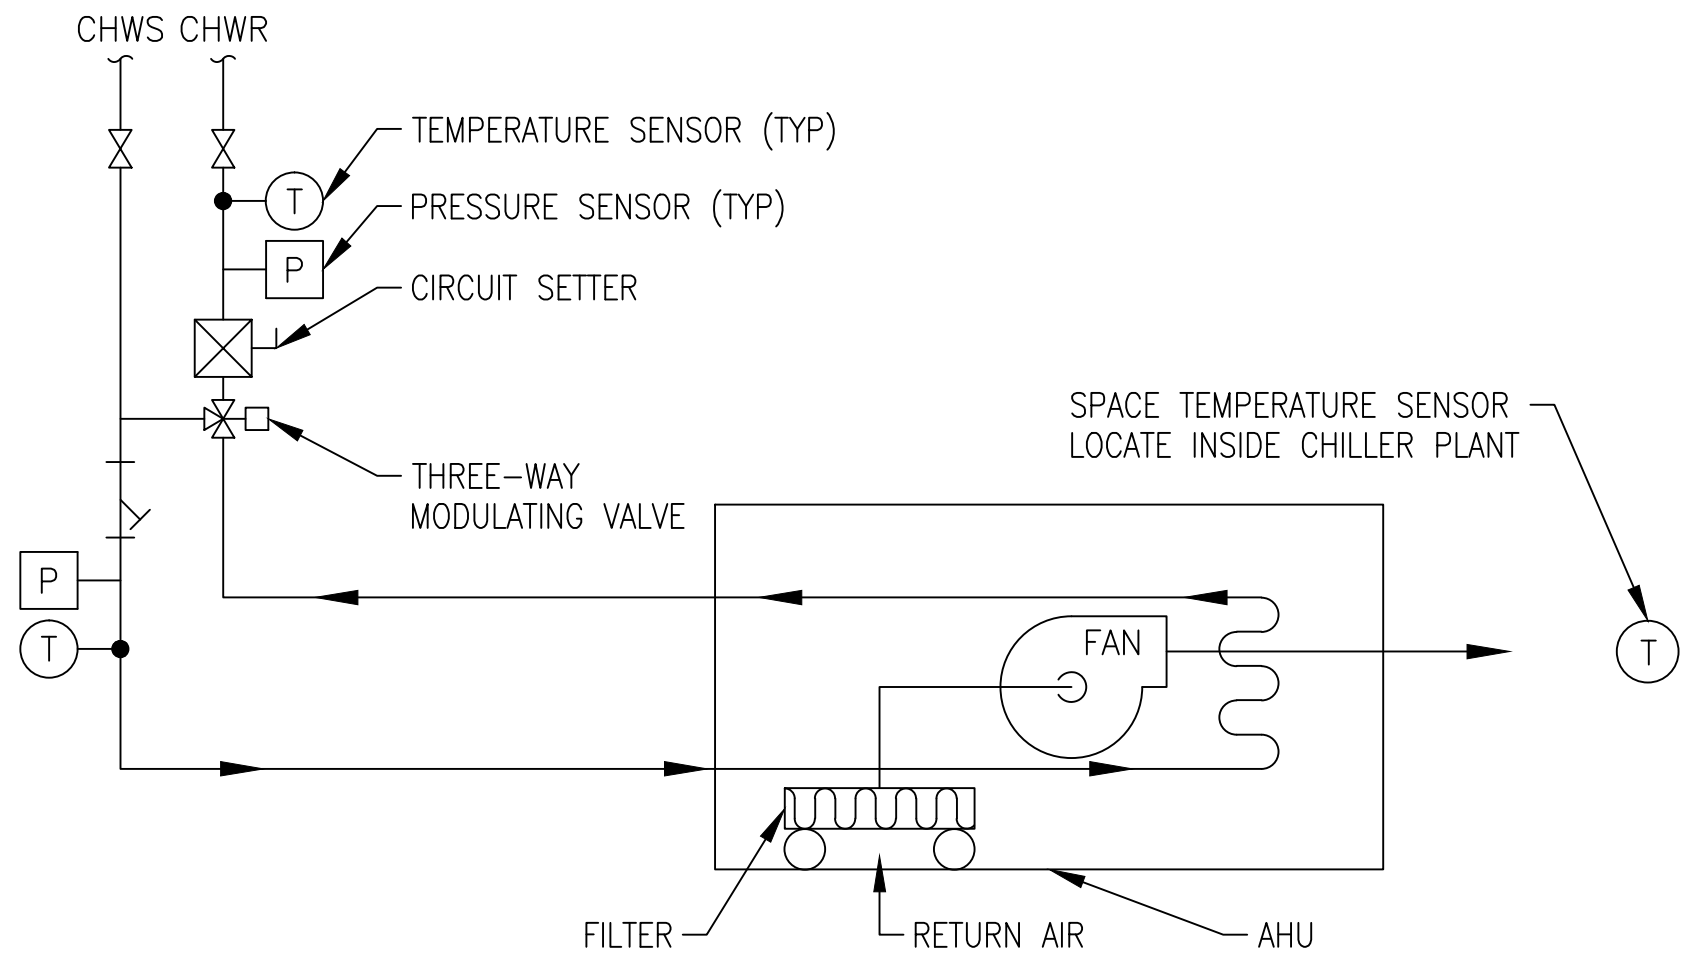 CHWS CHWR
TEMPERATURE SENSOR (TYP)
T
PRESSURE SENSOR (TYP)
P
CIRCUIT SETTER
SPACE TEMPERATURE SENSOR
LOCATE INSIDE CHILLER PLANT
THREE-WAY
MODULATING VALVE
P
T
FAN
T
FILTER
RETURN AIR
AHU